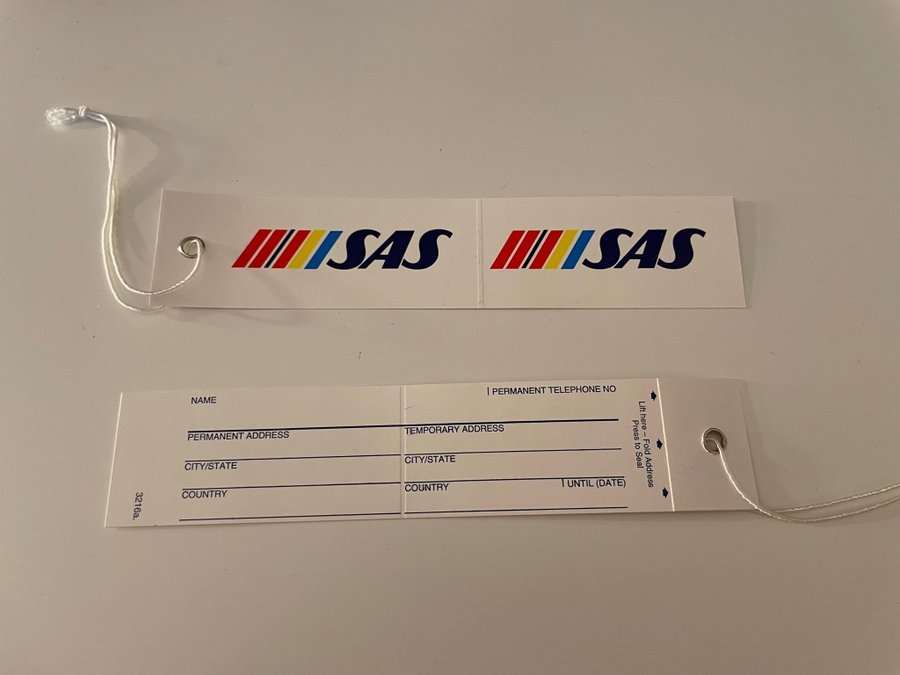 SAS SAS
NAME | PERMANENT TELEPHONE NO
PERMANENT ADDRESS TEMPORARY ADDRESS
CITY/STATE CITY/STATE
COUNTRY COUNTRY | UNTIL (DATE)
Lift here – Fold Address
Press to Seal
3216a.